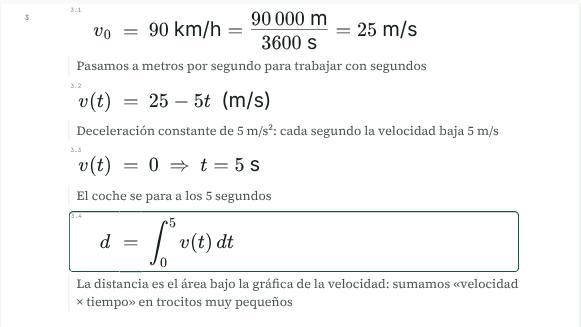 3
3.1
v₀ = 90 km/h = 90 000 m / 3600 s = 25 m/s
Pasamos a metros por segundo para trabajar con segundos
3.2
v(t) = 25 − 5t (m/s)
Deceleración constante de 5 m/s²: cada segundo la velocidad baja 5 m/s
3.3
v(t) = 0 ⇒ t = 5 s
El coche se para a los 5 segundos
3.4
d = ∫₀⁵ v(t) dt
La distancia es el área bajo la gráfica de la velocidad: sumamos «velocidad
× tiempo» en trocitos muy pequeños